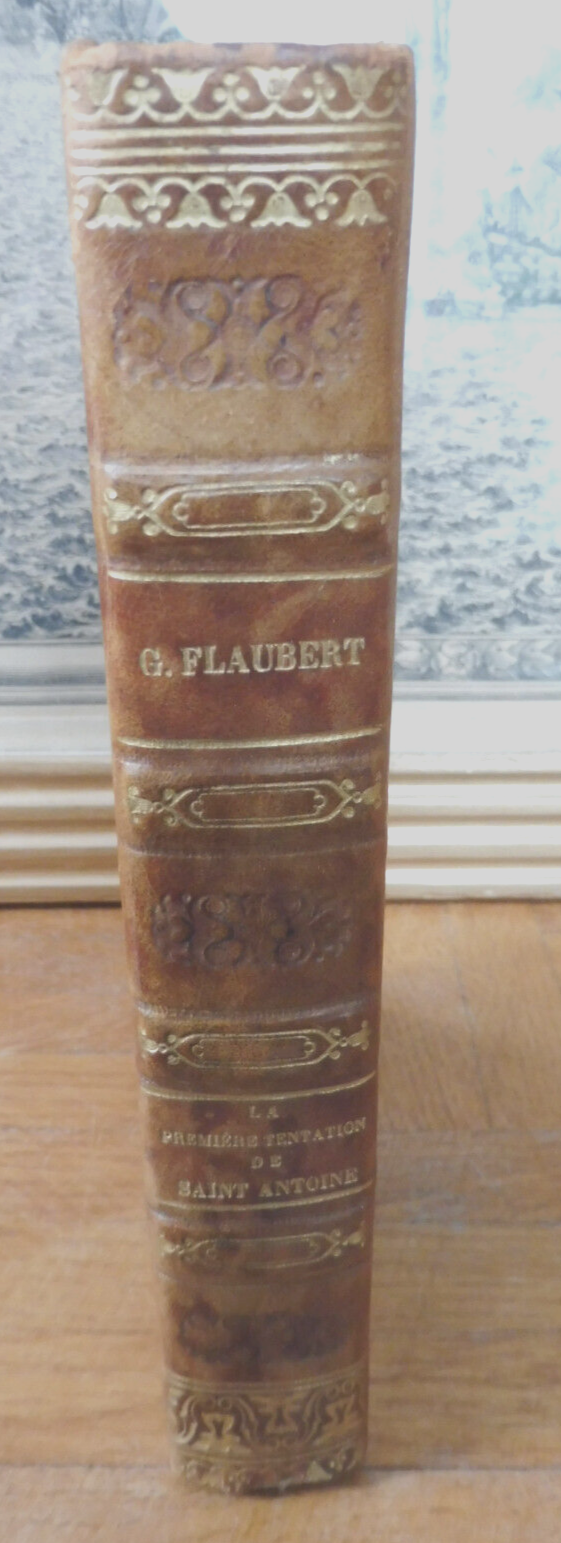 G. FLAUBERT
LA
PREMIÈRE TENTATION
DE
SAINT ANTOINE